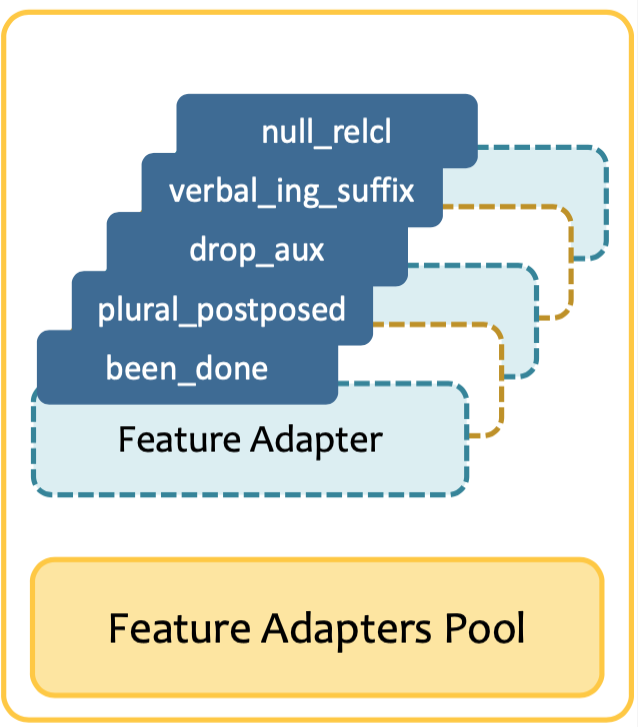 null_relcl
verbal_ing_suffix
drop_aux
plural_postposed
been_done
Feature Adapter
Feature Adapters Pool